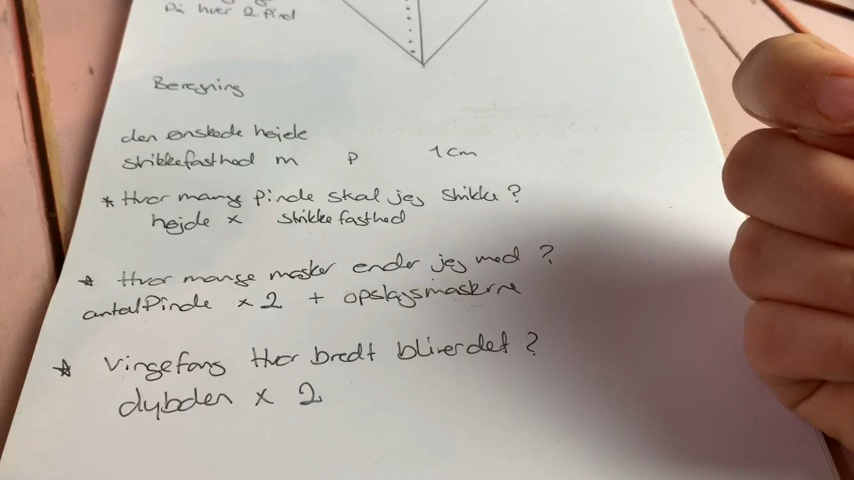 på hver 2 pind
Beregning
den ønskede højde
strikkefasthed m p 1 cm
* Hvor mange pinde skal jeg strikke?
højde x strikkefasthed
* Hvor mange masker ender jeg med?
antal Pinde x 2 + opslagsmaskerne
* Vingefang Hvor bredt bliver det?
dybden x 2